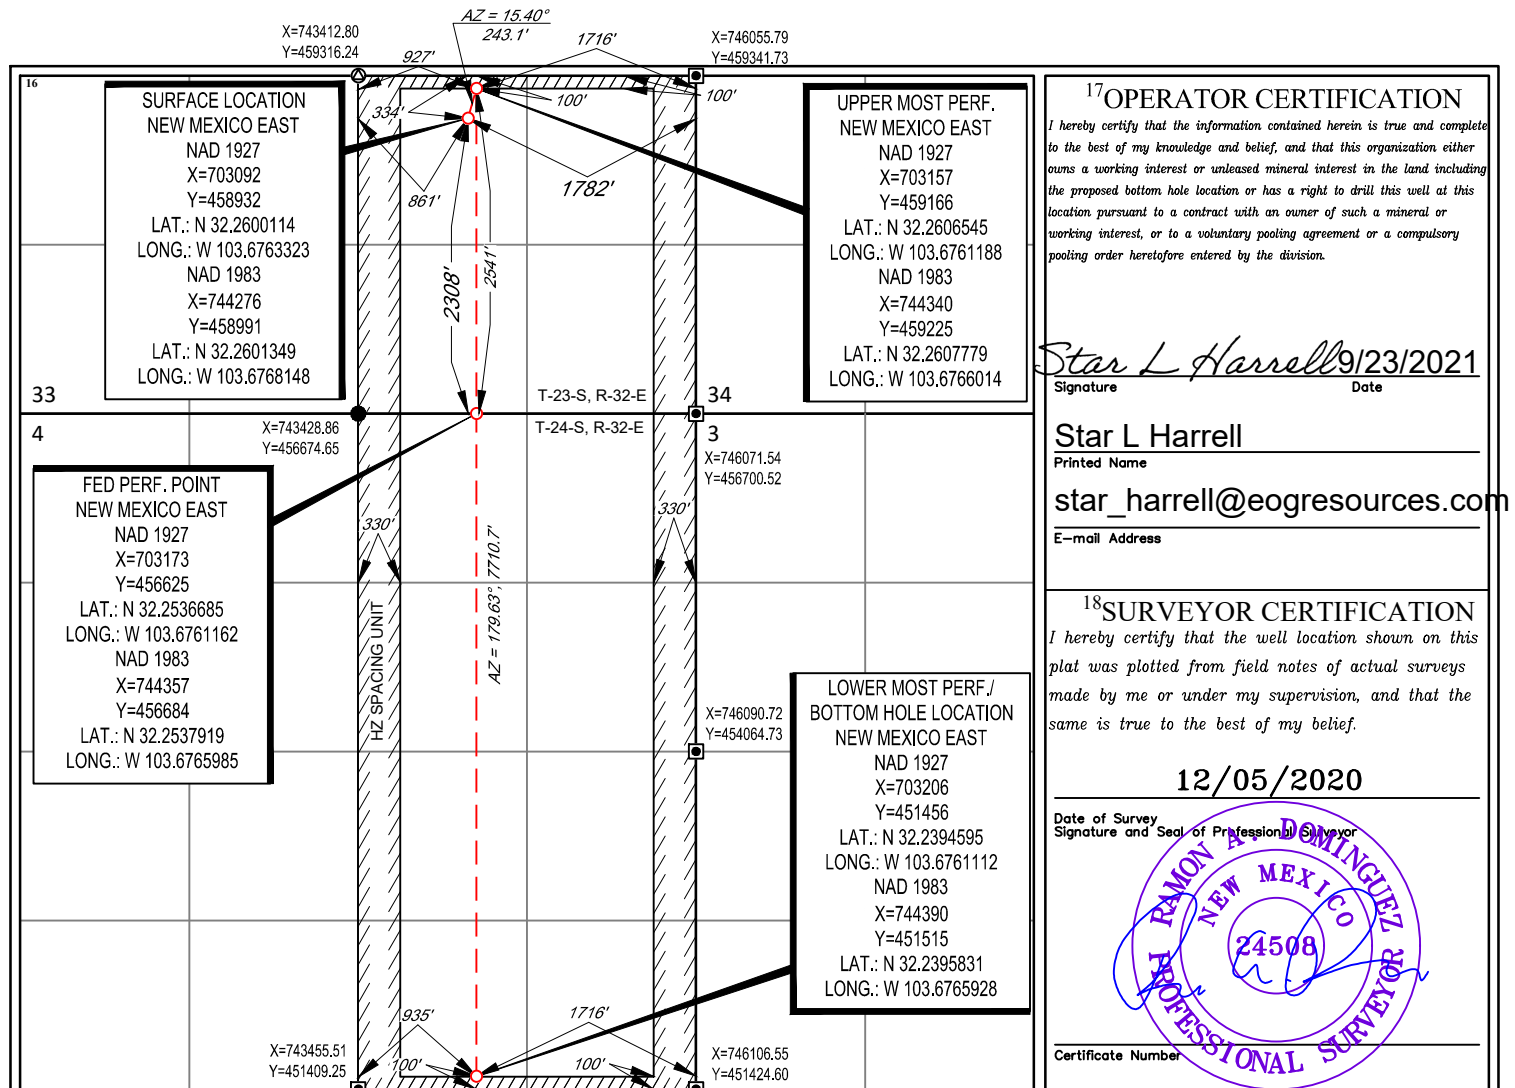 AZ = 15.40°
243.1'
X=743412.80
Y=459316.24
927'
1716'
X=746055.79
Y=459341.73
16
SURFACE LOCATION
NEW MEXICO EAST
NAD 1927
X=703092
Y=458932
LAT.: N 32.2600114
LONG.: W 103.6763323
NAD 1983
X=744276
Y=458991
LAT.: N 32.2601349
LONG.: W 103.6768148
334'
100'
100'
861'
1782'
2308'
2541'
UPPER MOST PERF.
NEW MEXICO EAST
NAD 1927
X=703157
Y=459166
LAT.: N 32.2606545
LONG.: W 103.6761188
NAD 1983
X=744340
Y=459225
LAT.: N 32.2607779
LONG.: W 103.6766014
33
T-23-S, R-32-E
34
4
T-24-S, R-32-E
3
X=743428.86
Y=456674.65
X=746071.54
Y=456700.52
FED PERF. POINT
NEW MEXICO EAST
NAD 1927
X=703173
Y=456625
LAT.: N 32.2536685
LONG.: W 103.6761162
NAD 1983
X=744357
Y=456684
LAT.: N 32.2537919
LONG.: W 103.6765985
330'
330'
HZ SPACING UNIT
AZ = 179.63°, 7710.7'
X=746090.72
Y=454064.73
LOWER MOST PERF./
BOTTOM HOLE LOCATION
NEW MEXICO EAST
NAD 1927
X=703206
Y=451456
LAT.: N 32.2394595
LONG.: W 103.6761112
NAD 1983
X=744390
Y=451515
LAT.: N 32.2395831
LONG.: W 103.6765928
935'
1716'
X=743455.51
Y=451409.25
100'
100'
X=746106.55
Y=451424.60
17 OPERATOR CERTIFICATION
I hereby certify that the information contained herein is true and complete
to the best of my knowledge and belief, and that this organization either
owns a working interest or unleased mineral interest in the land including
the proposed bottom hole location or has a right to drill this well at this
location pursuant to a contract with an owner of such a mineral or
working interest, or to a voluntary pooling agreement or a compulsory
pooling order heretofore entered by the division.
Star L Harrell 9/23/2021
Signature Date
Star L Harrell
Printed Name
star_harrell@eogresources.com
E-mail Address
18 SURVEYOR CERTIFICATION
I hereby certify that the well location shown on this
plat was plotted from field notes of actual surveys
made by me or under my supervision, and that the
same is true to the best of my belief.
12/05/2020
Date of Survey
Signature and Seal of Professional Surveyor
RAMON A. DOMINGUEZ
NEW MEXICO
24508
PROFESSIONAL SURVEYOR
Certificate Number